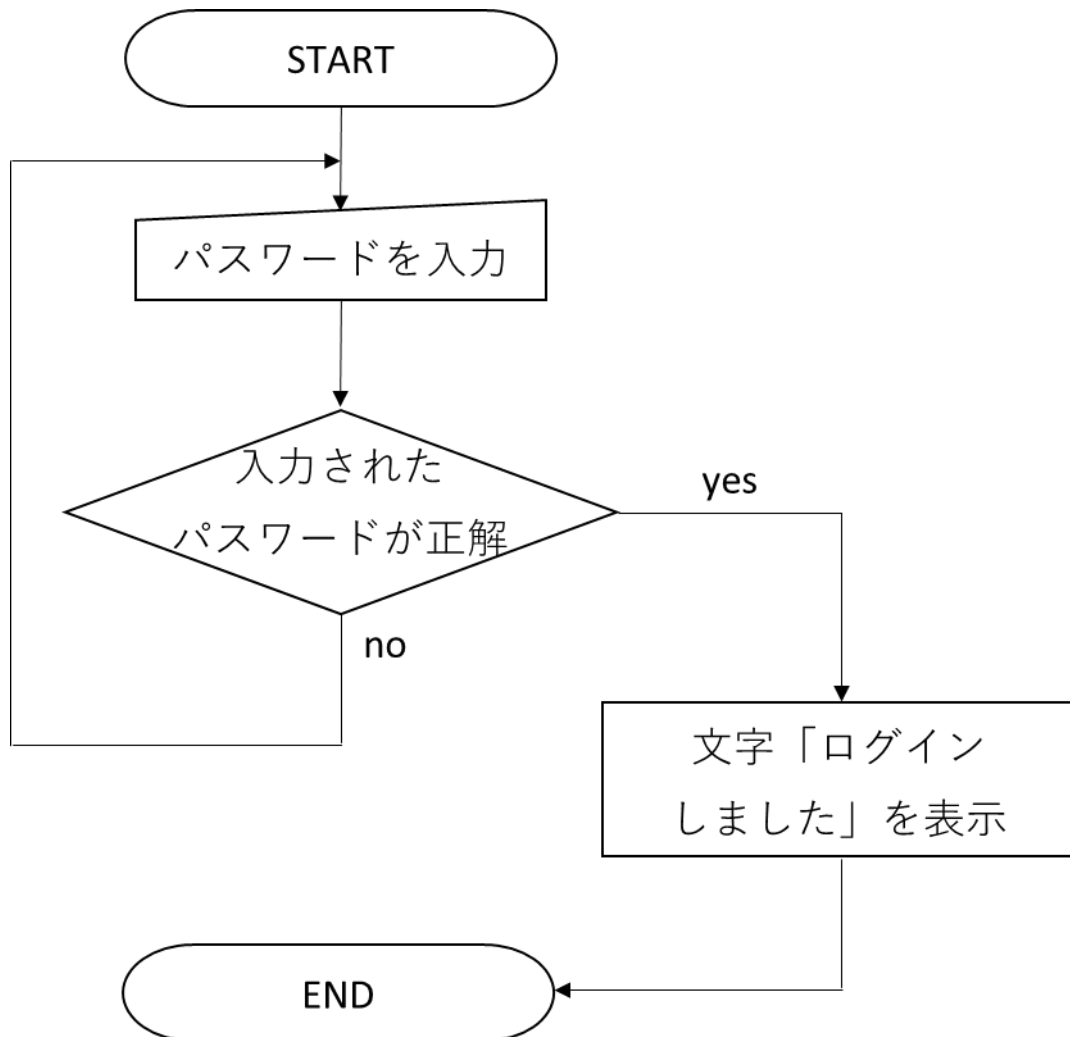 START
パスワードを入力
入力された
パスワードが正解
yes
no
文字「ログイン
しました」を表示
END